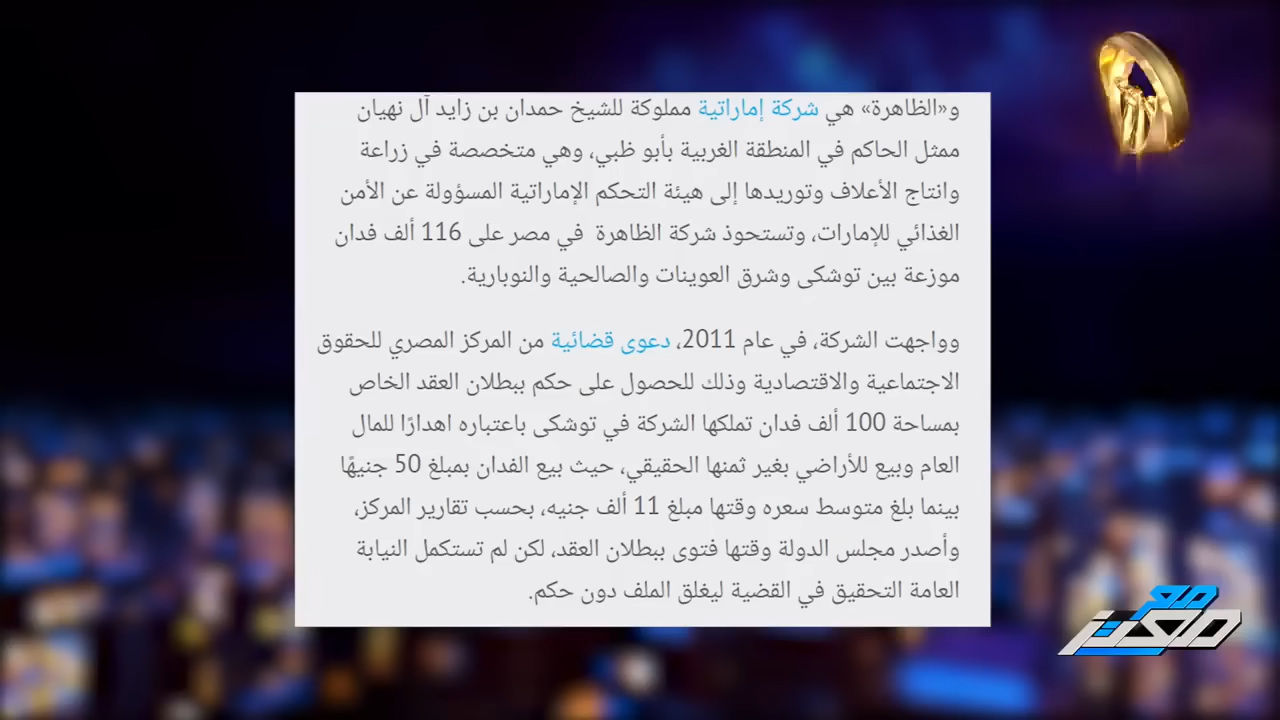 و«الظاهرة» هي شركة إماراتية مملوكة للشيخ حمدان بن زايد آل نهيان
ممثل الحاكم في المنطقة الغربية بأبو ظبي، وهي متخصصة في زراعة
وانتاج الأعلاف وتوريدها إلى هيئة التحكم الإماراتية المسؤولة عن الأمن
الغذائي للإمارات، وتستحوذ شركة الظاهرة في مصر على 116 ألف فدان
موزعة بين توشكى وشرق العوينات والصالحية والنوبارية.
وواجهت الشركة، في عام 2011، دعوى قضائية من المركز المصري للحقوق
الاجتماعية والاقتصادية وذلك للحصول على حكم ببطلان العقد الخاص
بمساحة 100 ألف فدان تملكها الشركة في توشكى باعتباره اهدارًا للمال
العام وبيع للأراضي بغير ثمنها الحقيقي، حيث بيع الفدان بمبلغ 50 جنيهًا
بينما بلغ متوسط سعره وقتها مبلغ 11 ألف جنيه، بحسب تقارير المركز،
وأصدر مجلس الدولة وقتها فتوى ببطلان العقد، لكن لم تستكمل النيابة
العامة التحقيق في القضية ليغلق الملف دون حكم.
مع
معتز